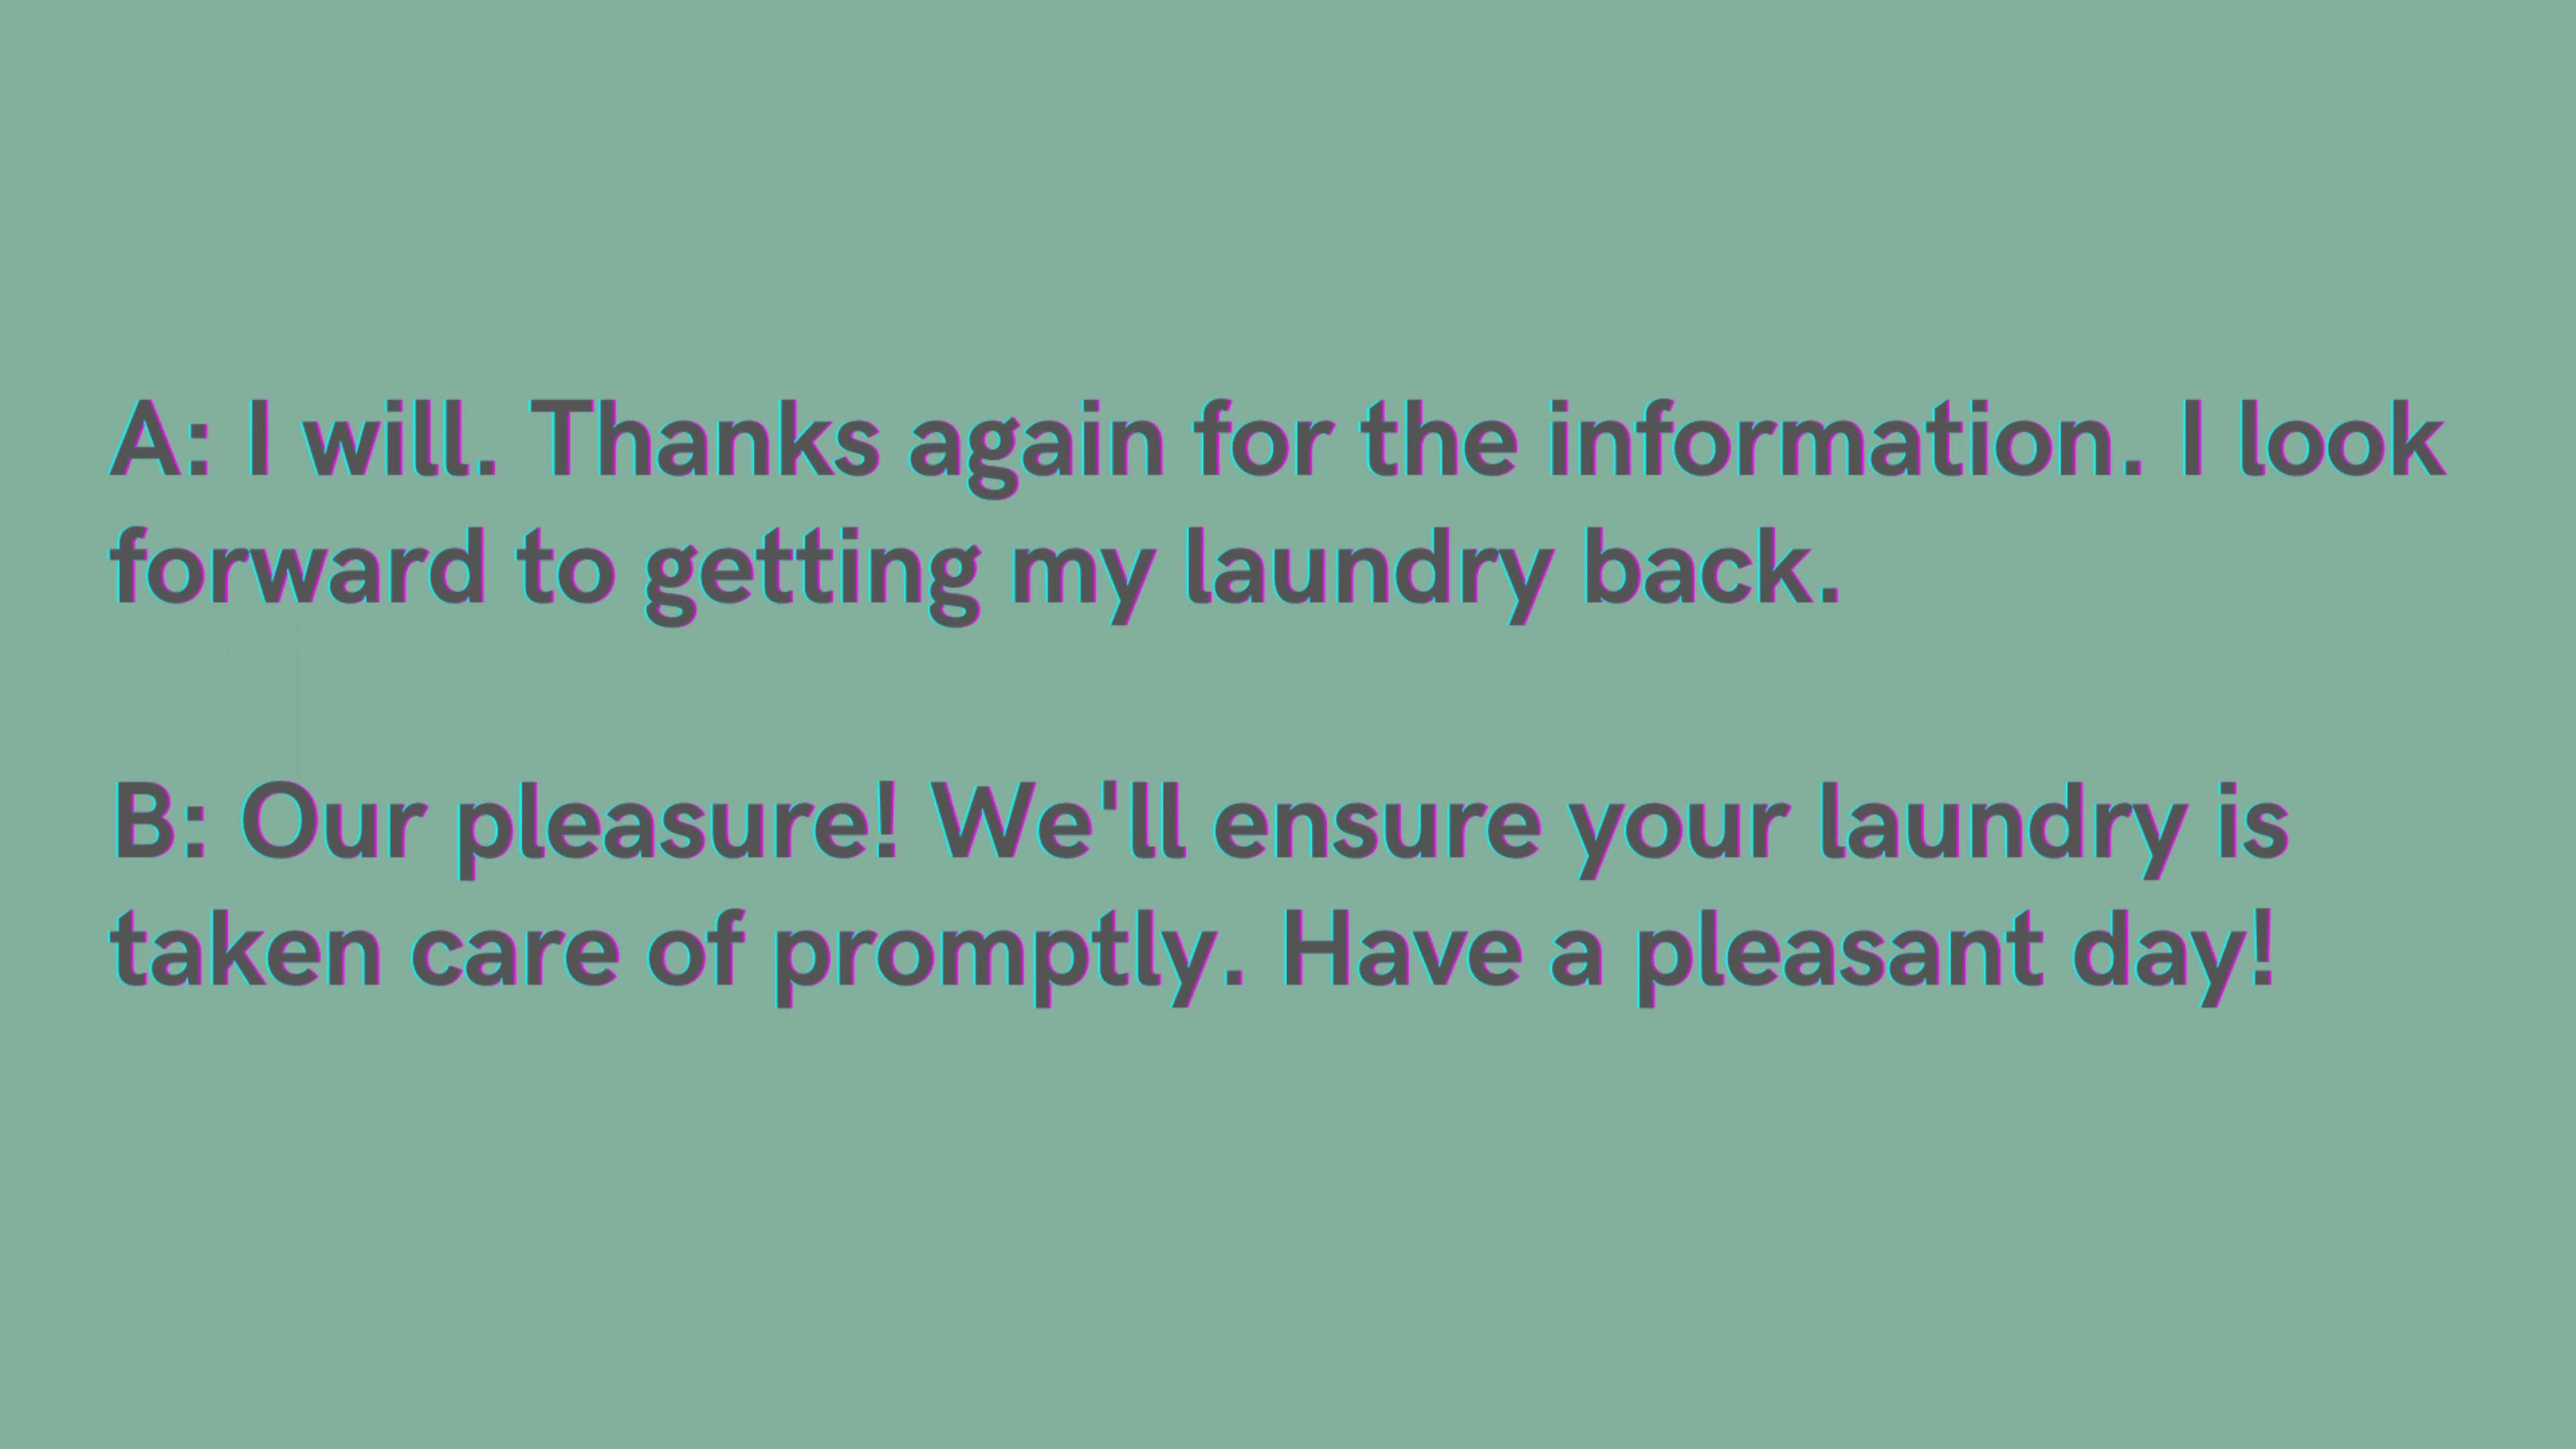 A: I will. Thanks again for the information. I look
forward to getting my laundry back.
B: Our pleasure! We'll ensure your laundry is
taken care of promptly. Have a pleasant day!